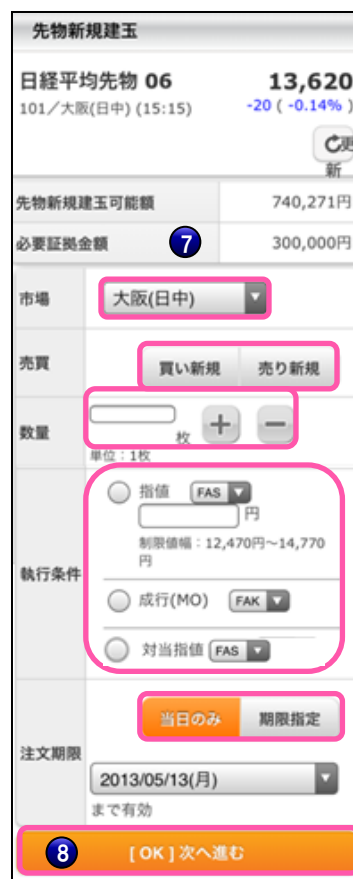 先物新規建玉
日経平均先物 06 13,620
101/大阪(日中) (15:15) -20 ( -0.14% )
更
新
先物新規建玉可能額 740,271円
必要証拠金額 7 300,000円
市場 大阪(日中)
売買 買い新規 売り新規
数量 枚 + −
単位：1枚
執行条件
指値 FAS
円
制限値幅：12,470円～14,770
円
成行(MO) FAK
対当指値 FAS
注文期限
当日のみ 期限指定
2013/05/13(月)
まで有効
8 [ OK ] 次へ進む